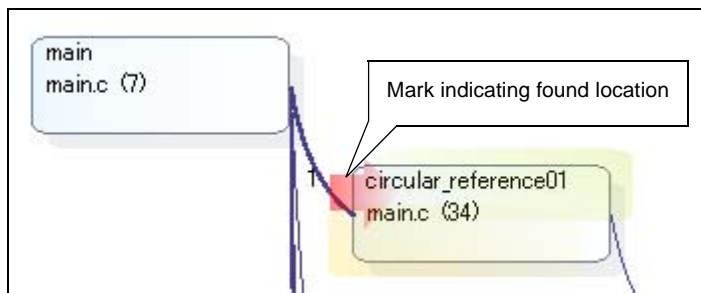 main
main.c (7)
Mark indicating found location
1
circular_reference01
main.c (34)